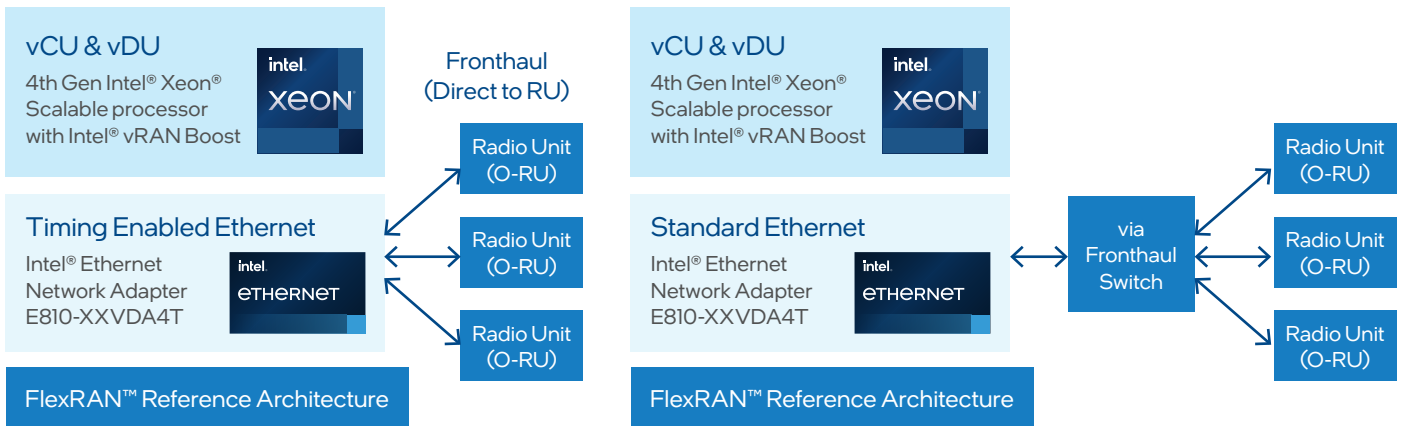 vCU & vDU
4th Gen Intel® Xeon®
Scalable processor
with Intel® vRAN Boost
intel.
xeon
Fronthaul
(Direct to RU)
Radio Unit
(O-RU)
Radio Unit
(O-RU)
Radio Unit
(O-RU)
Timing Enabled Ethernet
Intel® Ethernet
Network Adapter
E810-XXVDA4T
intel.
eTHerneT
FlexRAN™ Reference Architecture
vCU & vDU
4th Gen Intel® Xeon®
Scalable processor
with Intel® vRAN Boost
intel.
xeon
Standard Ethernet
Intel® Ethernet
Network Adapter
E810-XXVDA4T
intel.
eTHerneT
via
Fronthaul
Switch
Radio Unit
(O-RU)
Radio Unit
(O-RU)
Radio Unit
(O-RU)
FlexRAN™ Reference Architecture